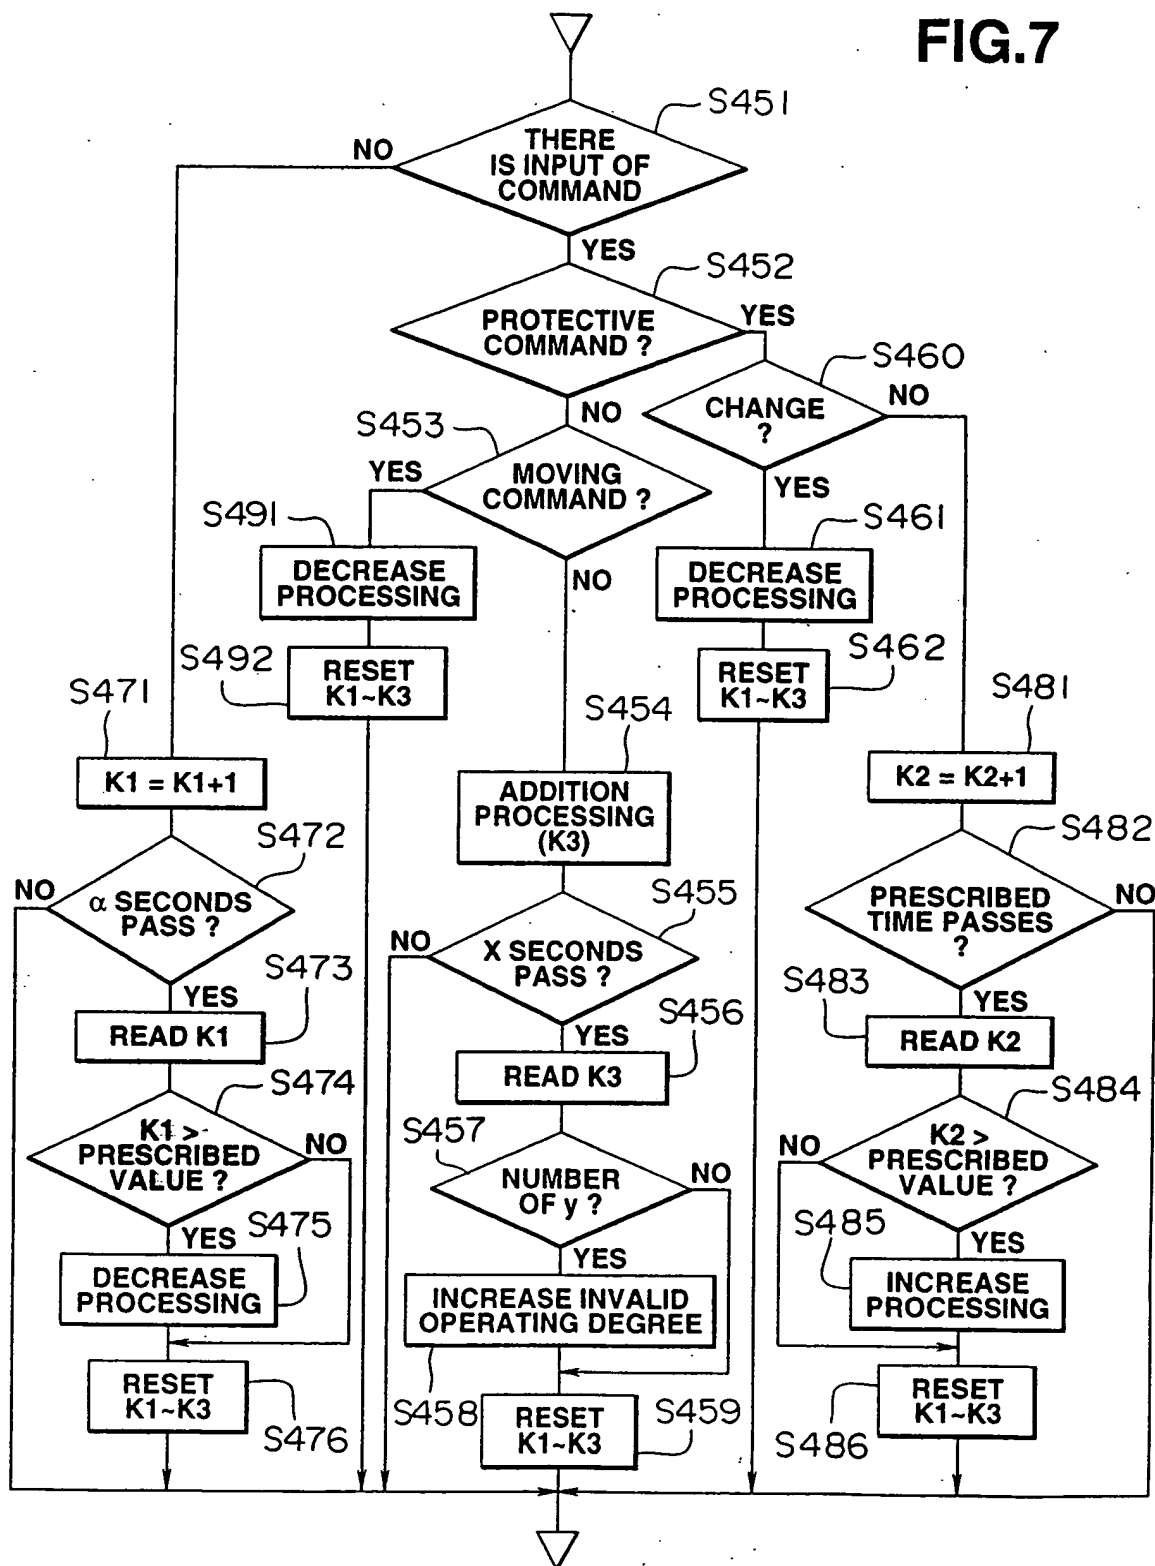 FIG.7
S451
THERE
IS INPUT OF
COMMAND
NO
YES
S452
PROTECTIVE
COMMAND ?
YES
NO
S460
CHANGE
?
NO
YES
S453
MOVING
COMMAND ?
YES
NO
S491
DECREASE
PROCESSING
S492
RESET
K1~K3
S461
DECREASE
PROCESSING
S462
RESET
K1~K3
S471
K1 = K1+1
S472
α SECONDS
PASS ?
NO
YES
S473
READ K1
S474
K1 >
PRESCRIBED
VALUE ?
NO
YES
S475
DECREASE
PROCESSING
RESET
K1~K3
S476
S454
ADDITION
PROCESSING
(K3)
S455
X SECONDS
PASS ?
NO
YES
S456
READ K3
S457
NUMBER
OF y ?
NO
YES
INCREASE INVALID
OPERATING DEGREE
S458
RESET
K1~K3
S459
S481
K2 = K2+1
S482
PRESCRIBED
TIME PASSES
?
NO
YES
S483
READ K2
S484
K2 >
PRESCRIBED
VALUE ?
NO
YES
S485
INCREASE
PROCESSING
RESET
K1~K3
S486